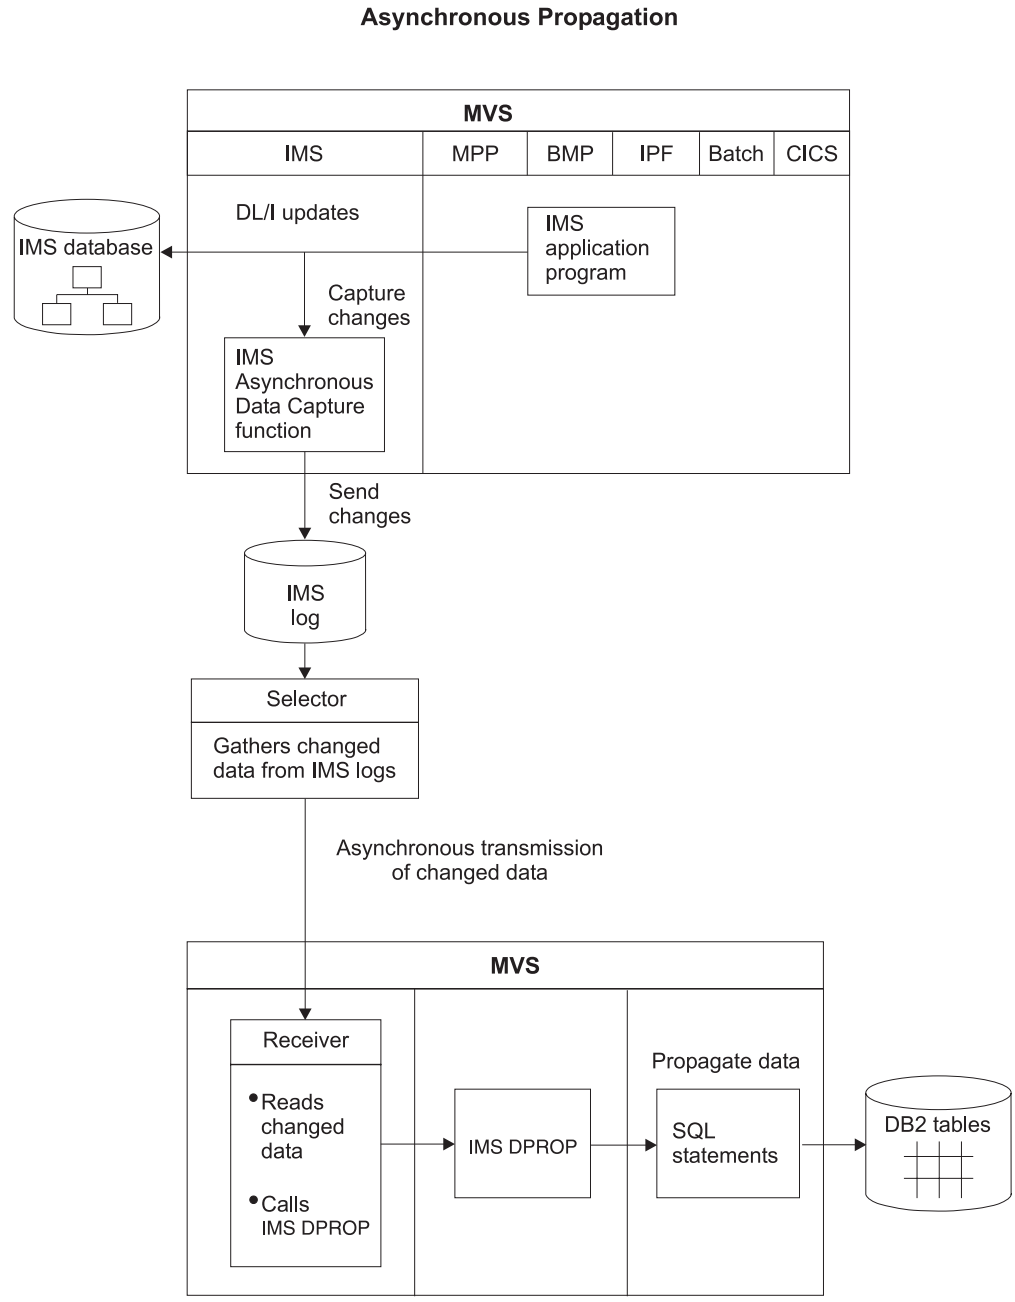 Asynchronous Propagation
MVS
IMS
MPP
BMP
IPF
Batch
CICS
DL/I updates
IMS database
IMS
application
program
Capture
changes
IMS
Asynchronous
Data Capture
function
Send
changes
IMS
log
Selector
Gathers changed
data from IMS logs
Asynchronous transmission
of changed data
MVS
Receiver
•Reads
changed
data
•Calls
IMS DPROP
IMS DPROP
Propagate data
SQL
statements
DB2 tables